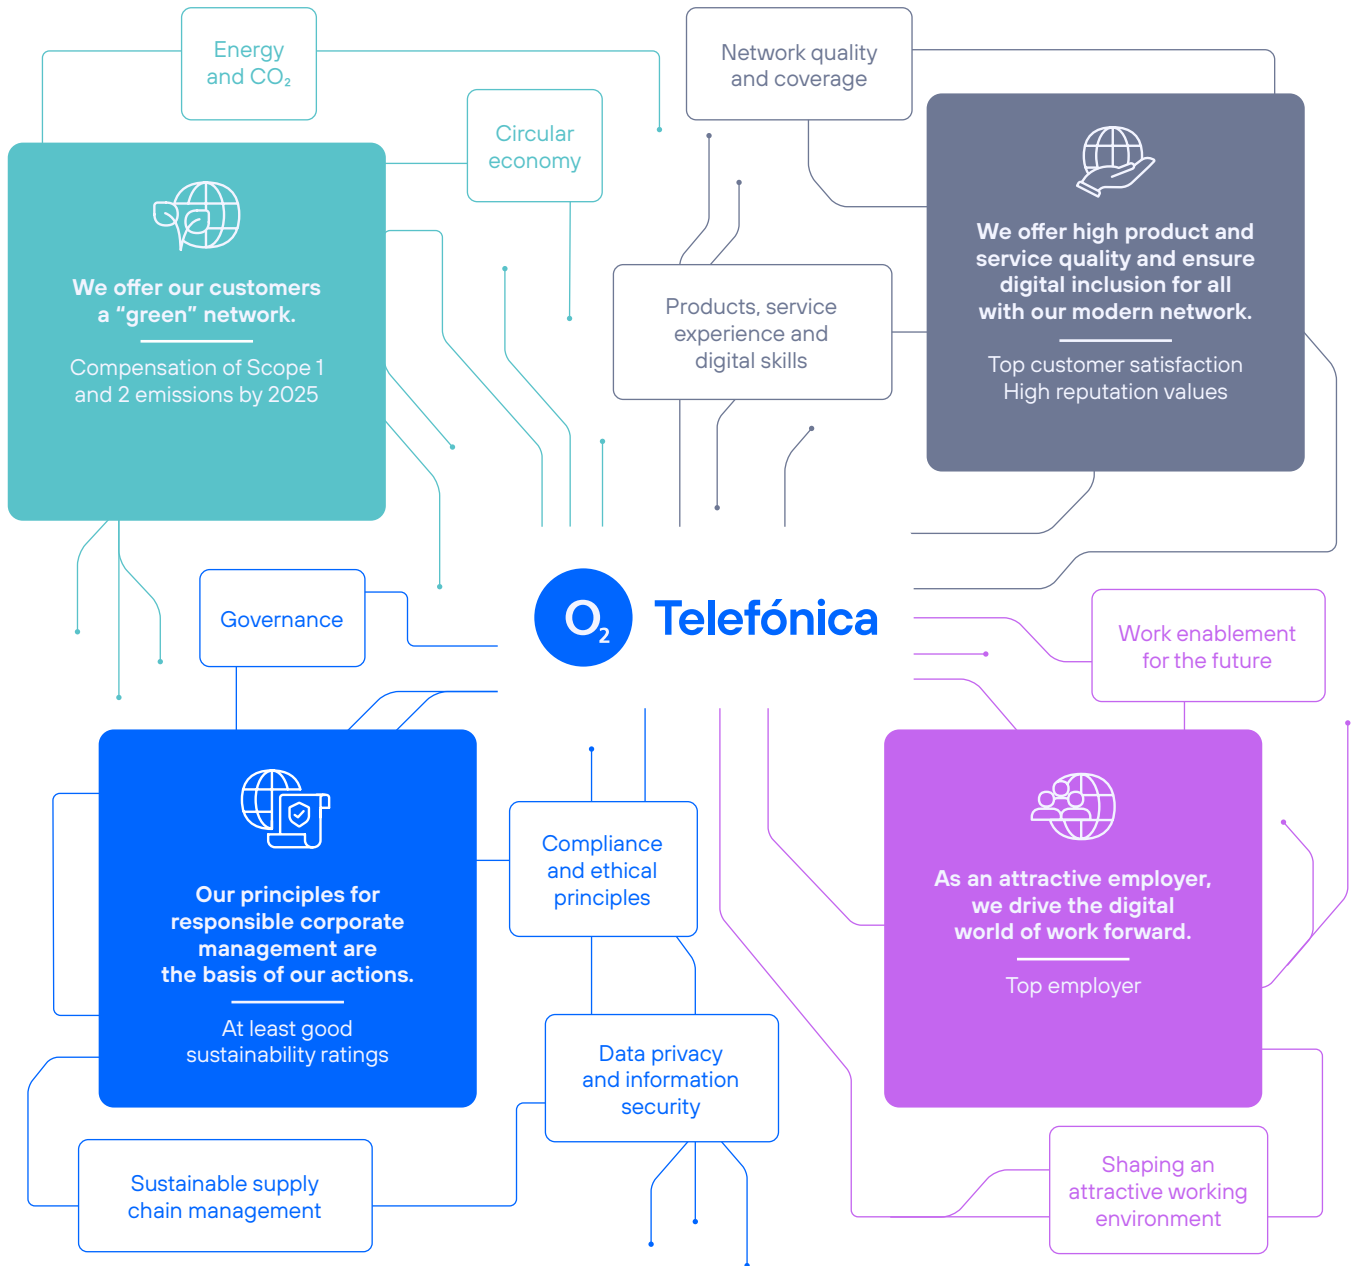 Energy
and CO₂
Circular
economy
We offer our customers
a “green” network.
Compensation of Scope 1
and 2 emissions by 2025
Network quality
and coverage
Products, service
experience and
digital skills
We offer high product and
service quality and ensure
digital inclusion for all
with our modern network.
Top customer satisfaction
High reputation values
O₂ Telefónica
Governance
Our principles for
responsible corporate
management are
the basis of our actions.
At least good
sustainability ratings
Compliance
and ethical
principles
Data privacy
and information
security
Sustainable supply
chain management
Work enablement
for the future
As an attractive employer,
we drive the digital
world of work forward.
Top employer
Shaping an
attractive working
environment